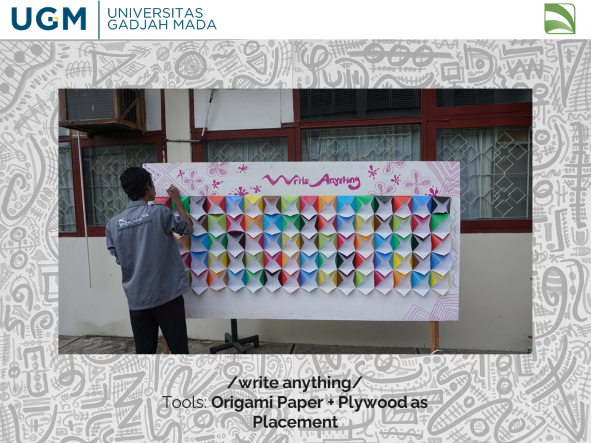 UGM
UNIVERSITAS
GADJAH MADA
Write Anything
/write anything/
Tools: Origami Paper + Plywood as
Placement